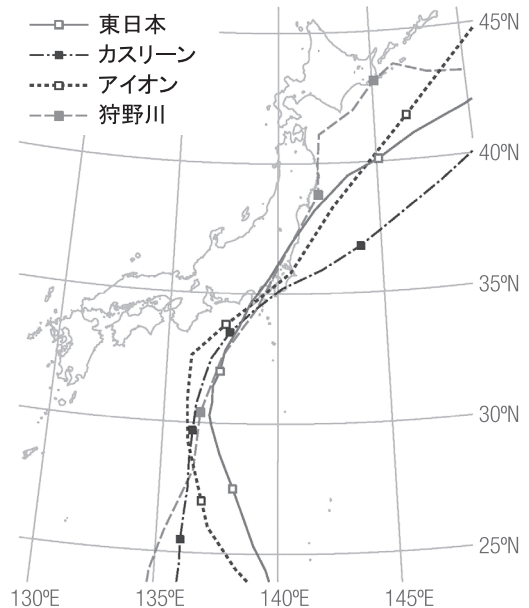 東日本
カスリーン
アイオン
狩野川
45ºN
40ºN
35ºN
30ºN
25ºN
130ºE
135ºE
140ºE
145ºE